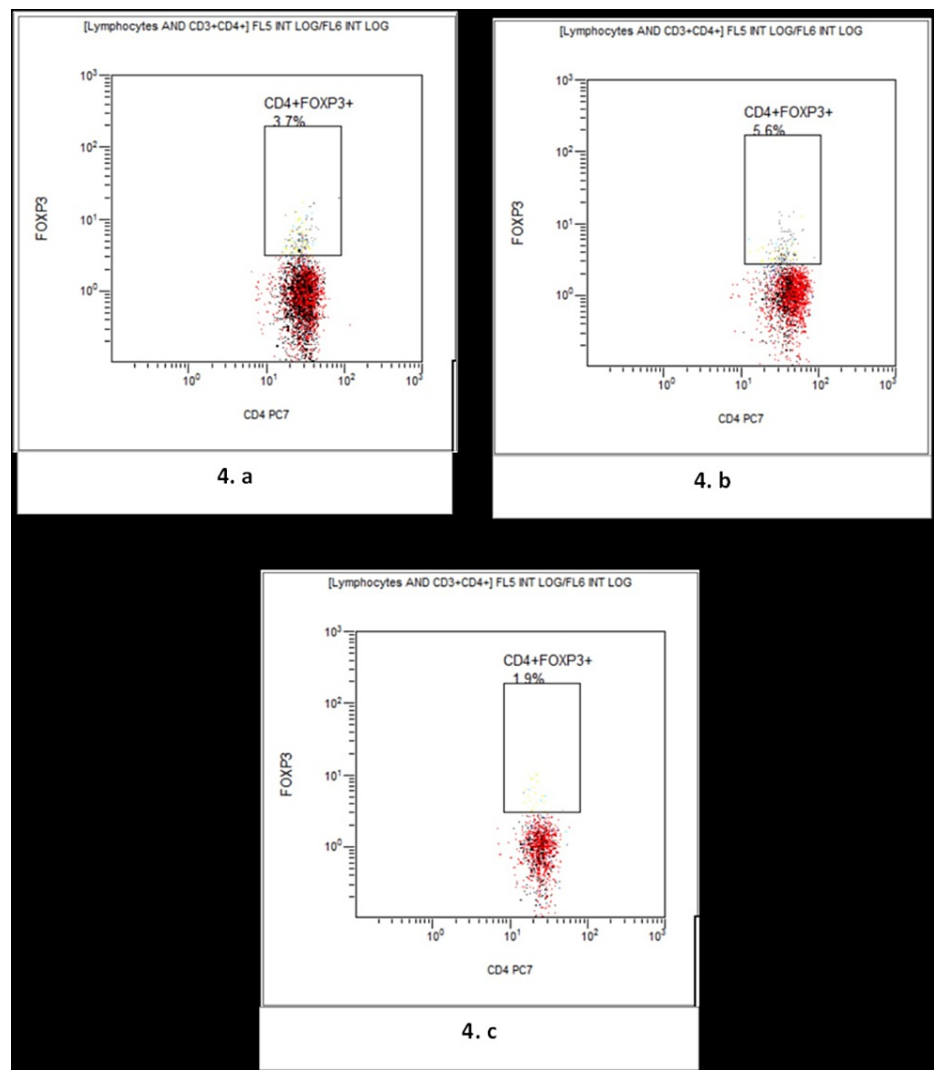 [Lymphocytes AND CD3+CD4+] FL5 INT LOG/FL6 INT LOG
10³
CD4+FOXP3+
3.7%
10²
FOXP3
10¹
10⁰
10⁰ 10¹ 10² 10³
CD4 PC7
4. a
[Lymphocytes AND CD3+CD4+] FL5 INT LOG/FL6 INT LOG
10³
CD4+FOXP3+
5.6%
10²
FOXP3
10¹
10⁰
10⁰ 10¹ 10² 10³
CD4 PC7
4. b
[Lymphocytes AND CD3+CD4+] FL5 INT LOG/FL6 INT LOG
10³
CD4+FOXP3+
1.9%
10²
FOXP3
10¹
10⁰
10⁰ 10¹ 10² 10³
CD4 PC7
4. c